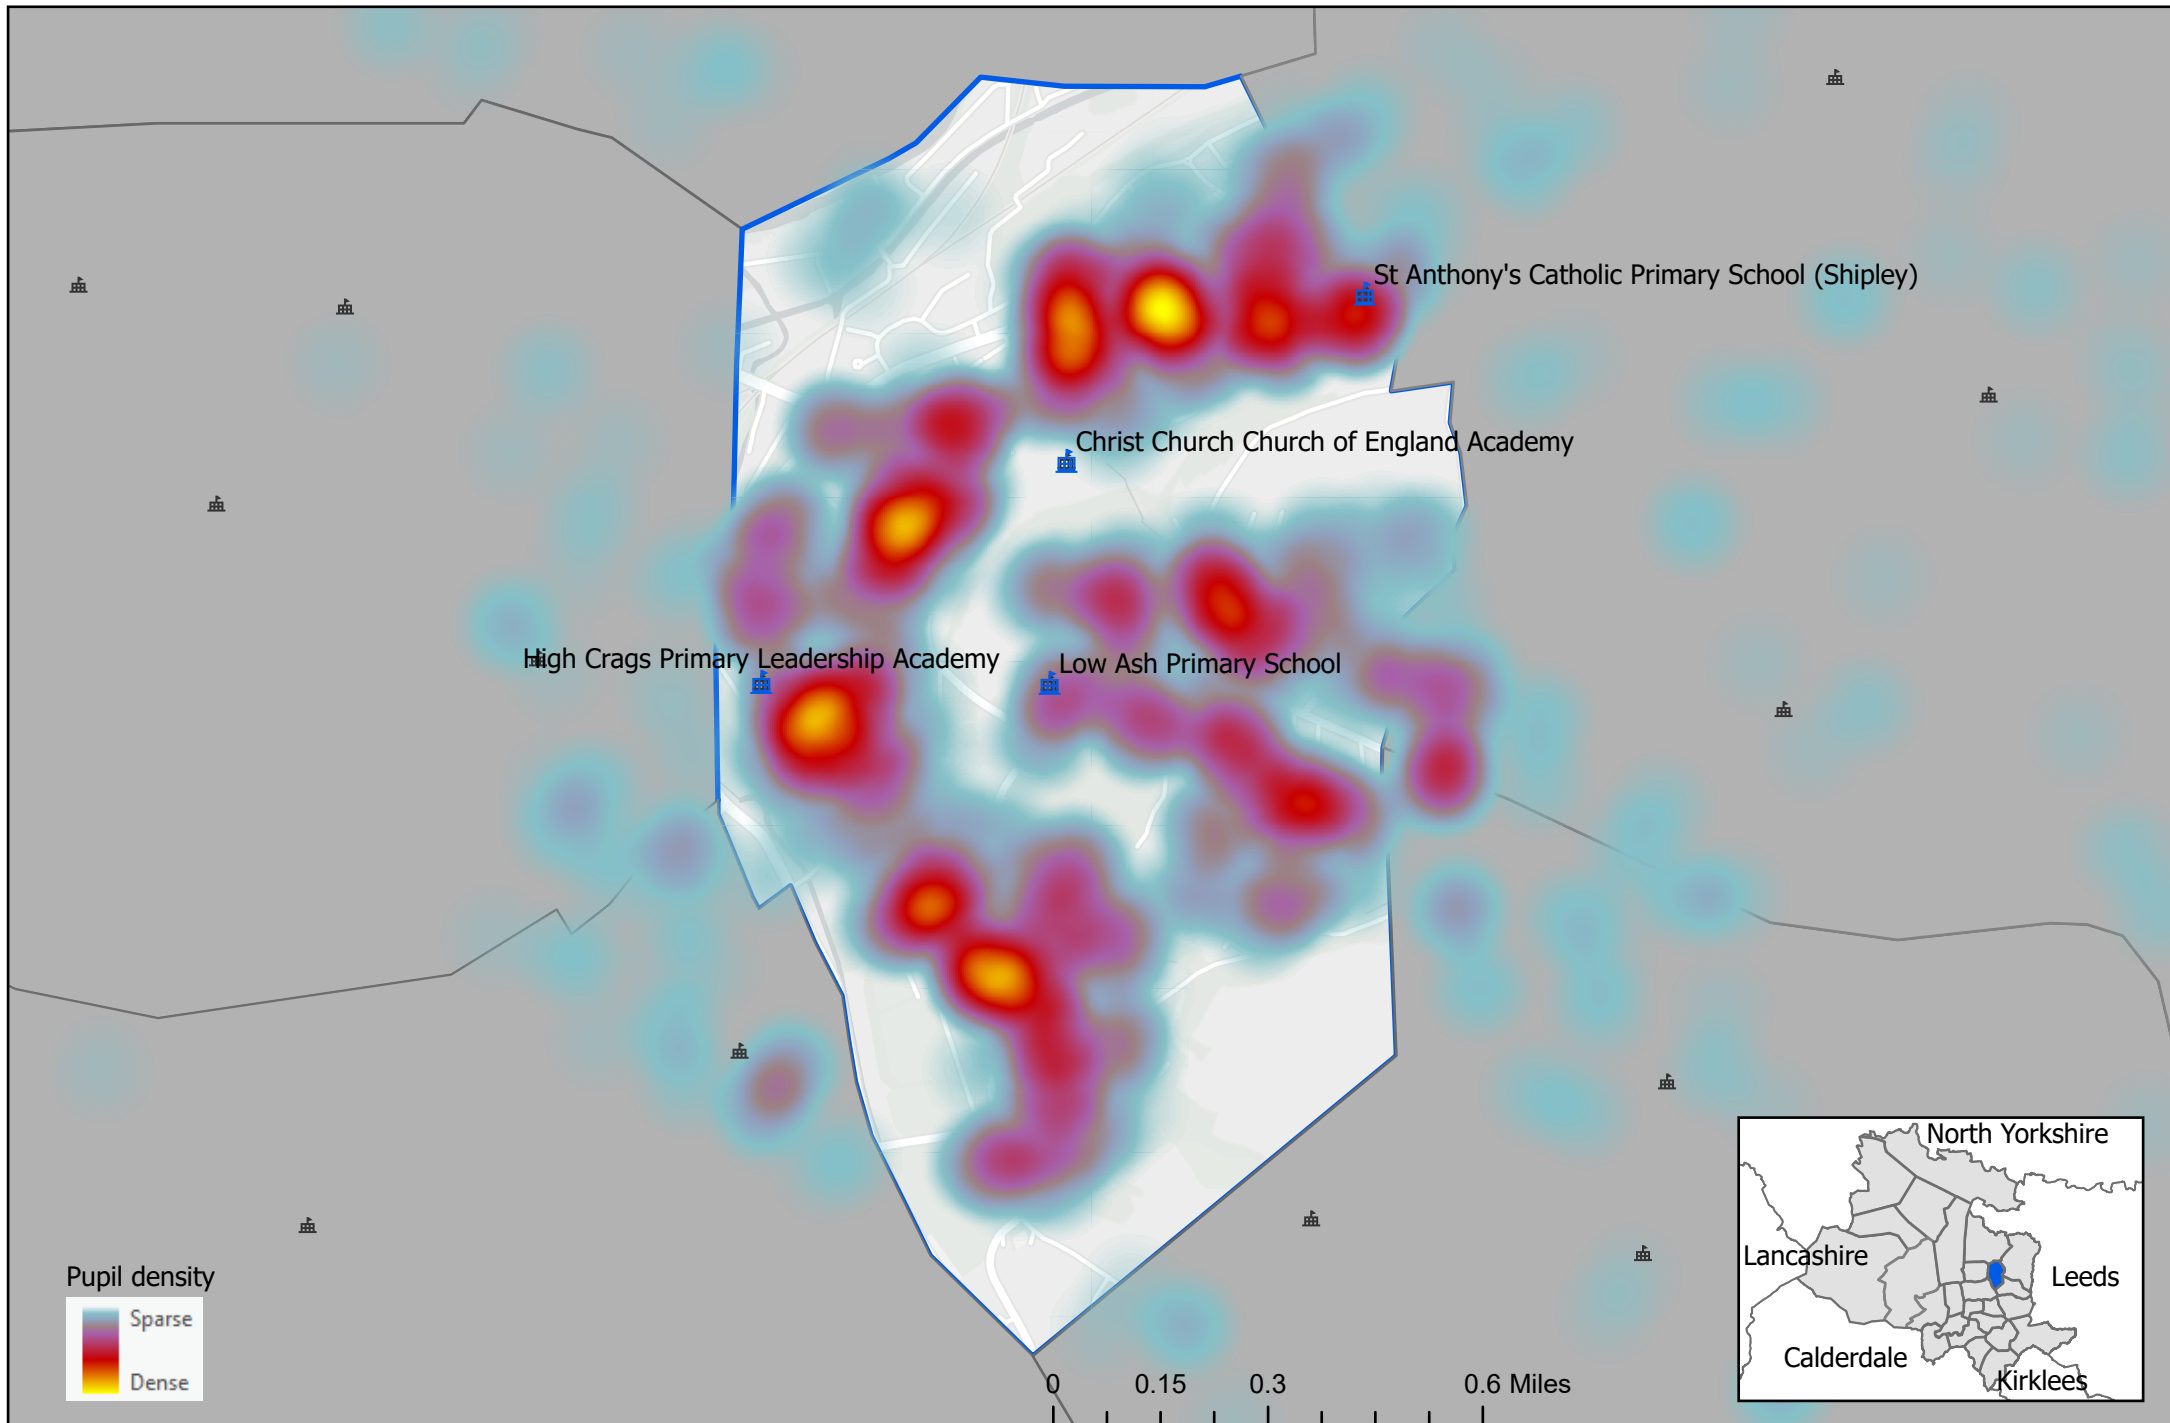 St Anthony's Catholic Primary School (Shipley)
Christ Church Church of England Academy
High Crags Primary Leadership Academy
Low Ash Primary School
Pupil density
Sparse
Dense
0 0.15 0.3 0.6 Miles
North Yorkshire
Lancashire
Leeds
Calderdale
Kirklees